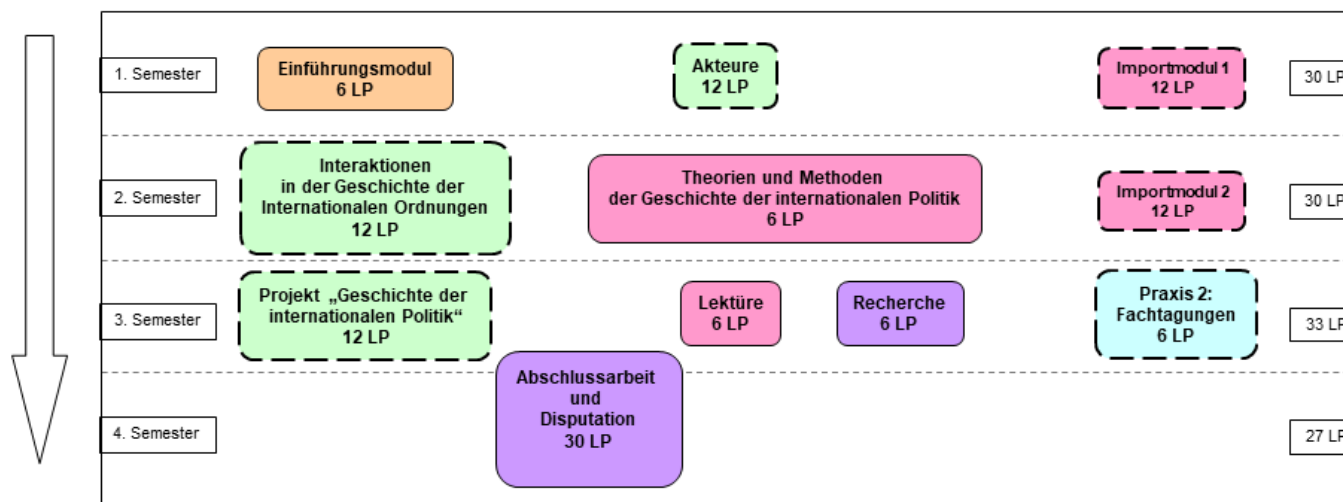 1. Semester
Einführungsmodul
6 LP
Akteure
12 LP
Importmodul 1
12 LP
30 LP
2. Semester
Interaktionen
in der Geschichte der
Internationalen Ordnungen
12 LP
Theorien und Methoden
der Geschichte der internationalen Politik
6 LP
Importmodul 2
12 LP
30 LP
3. Semester
Projekt „Geschichte der
internationalen Politik“
12 LP
Lektüre
6 LP
Recherche
6 LP
Praxis 2:
Fachtagungen
6 LP
33 LP
4. Semester
Abschlussarbeit
und
Disputation
30 LP
27 LP